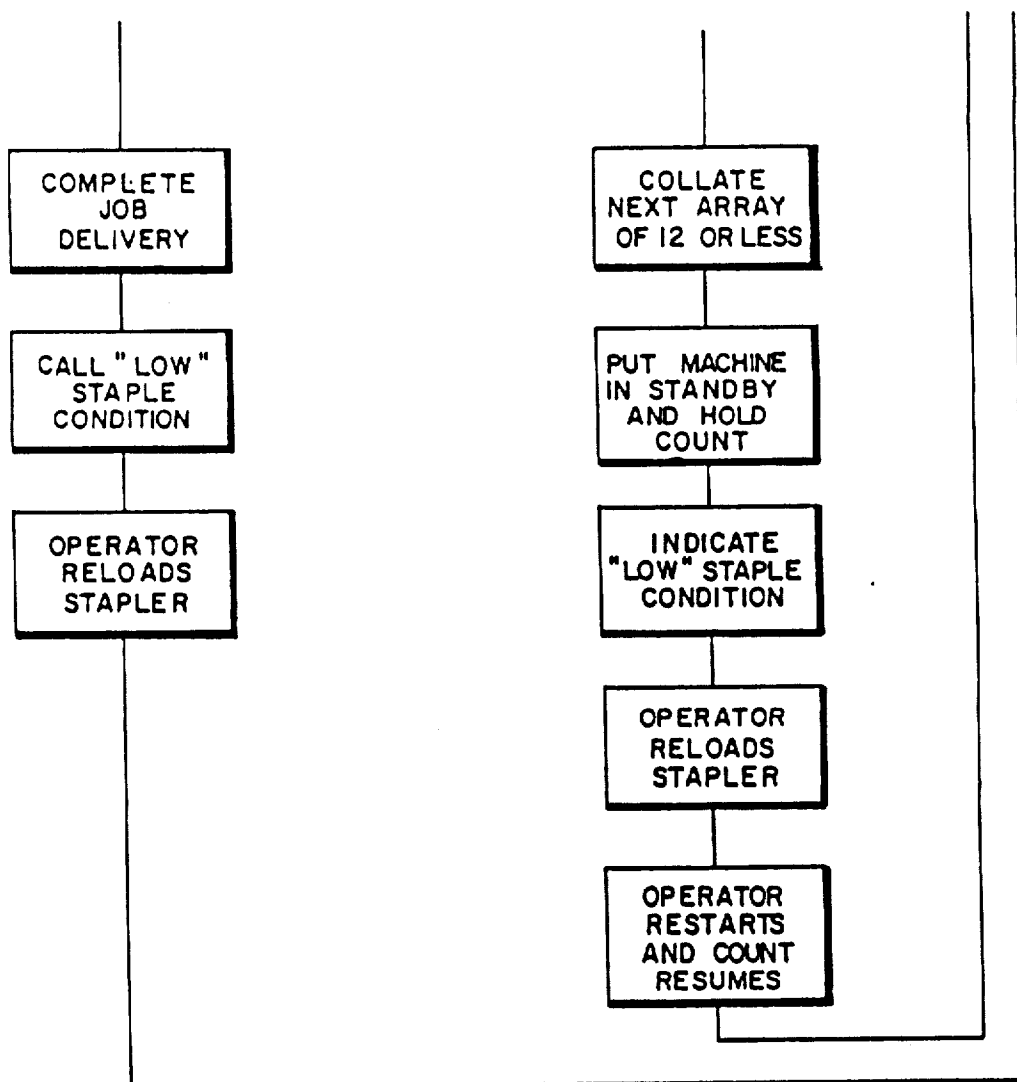 COMPLETE
JOB
DELIVERY
CALL "LOW"
STAPLE
CONDITION
OPERATOR
RELOADS
STAPLER
COLLATE
NEXT ARRAY
OF 12 OR LESS
PUT MACHINE
IN STANDBY
AND HOLD
COUNT
INDICATE
"LOW" STAPLE
CONDITION
OPERATOR
RELOADS
STAPLER
OPERATOR
RESTARTS
AND COUNT
RESUMES